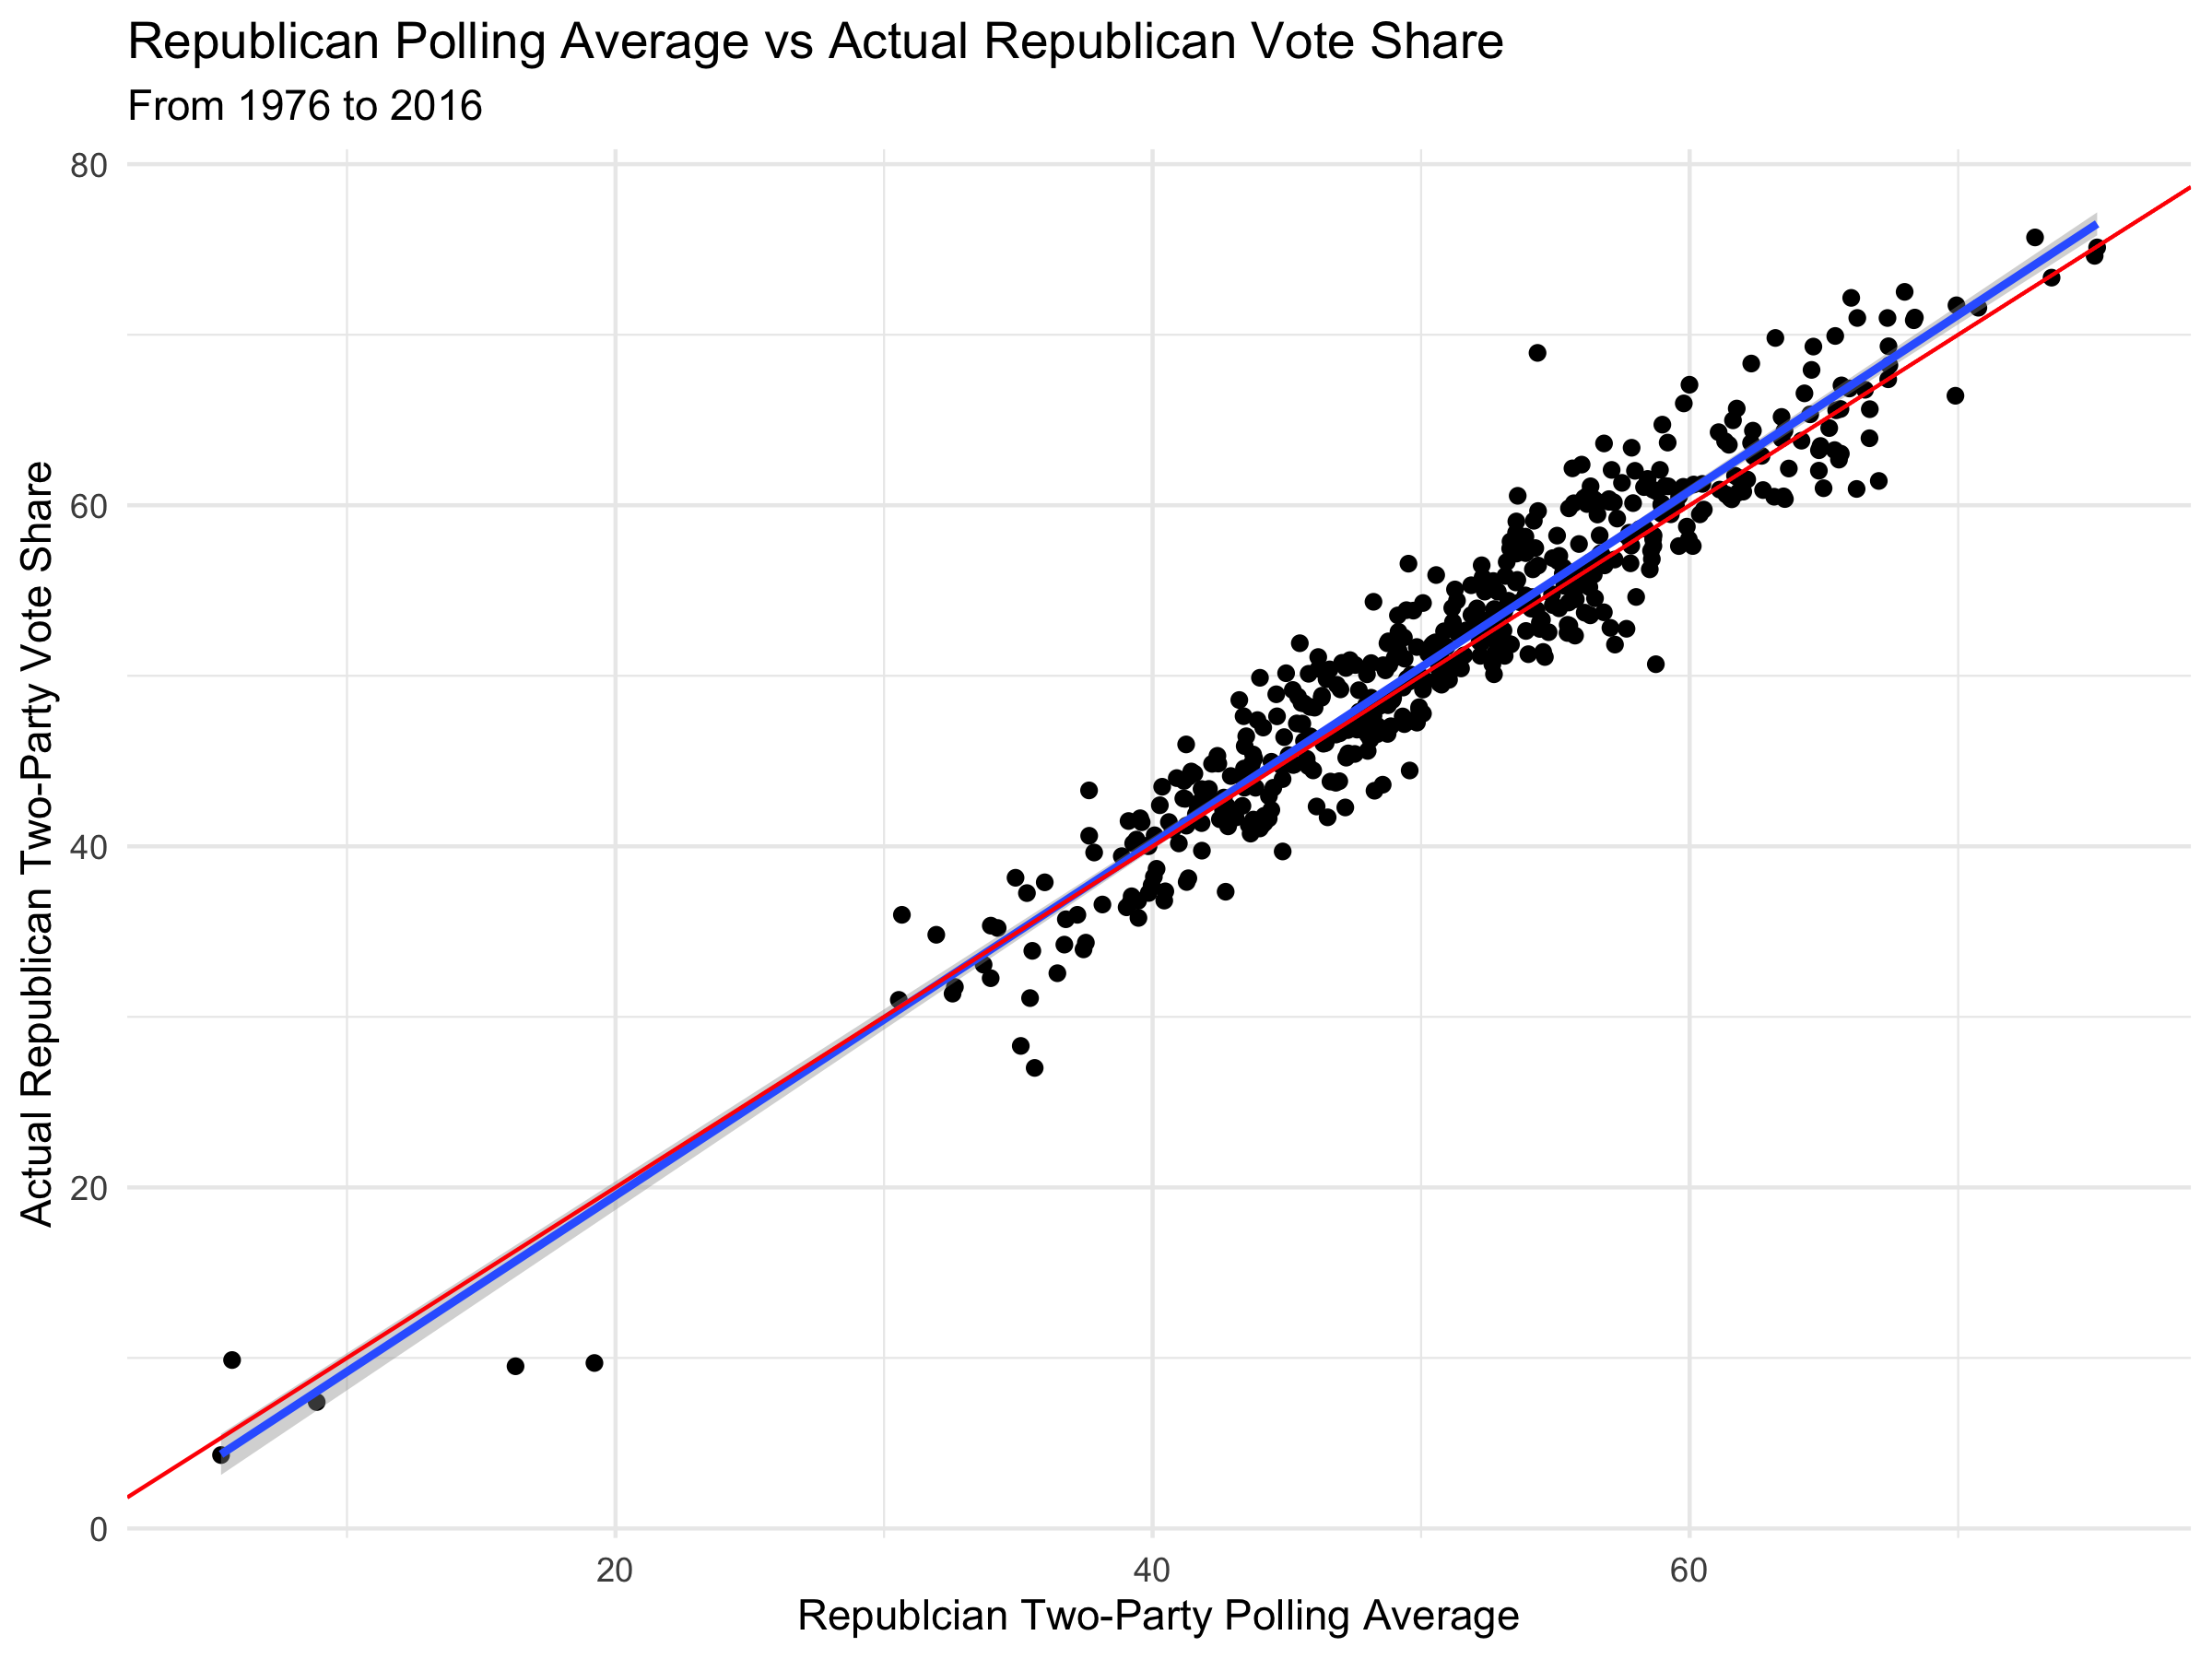 Republican Polling Average vs Actual Republican Vote Share
From 1976 to 2016
Actual Republican Two-Party Vote Share
80
60
40
20
0
20
40
60
Republcian Two-Party Polling Average